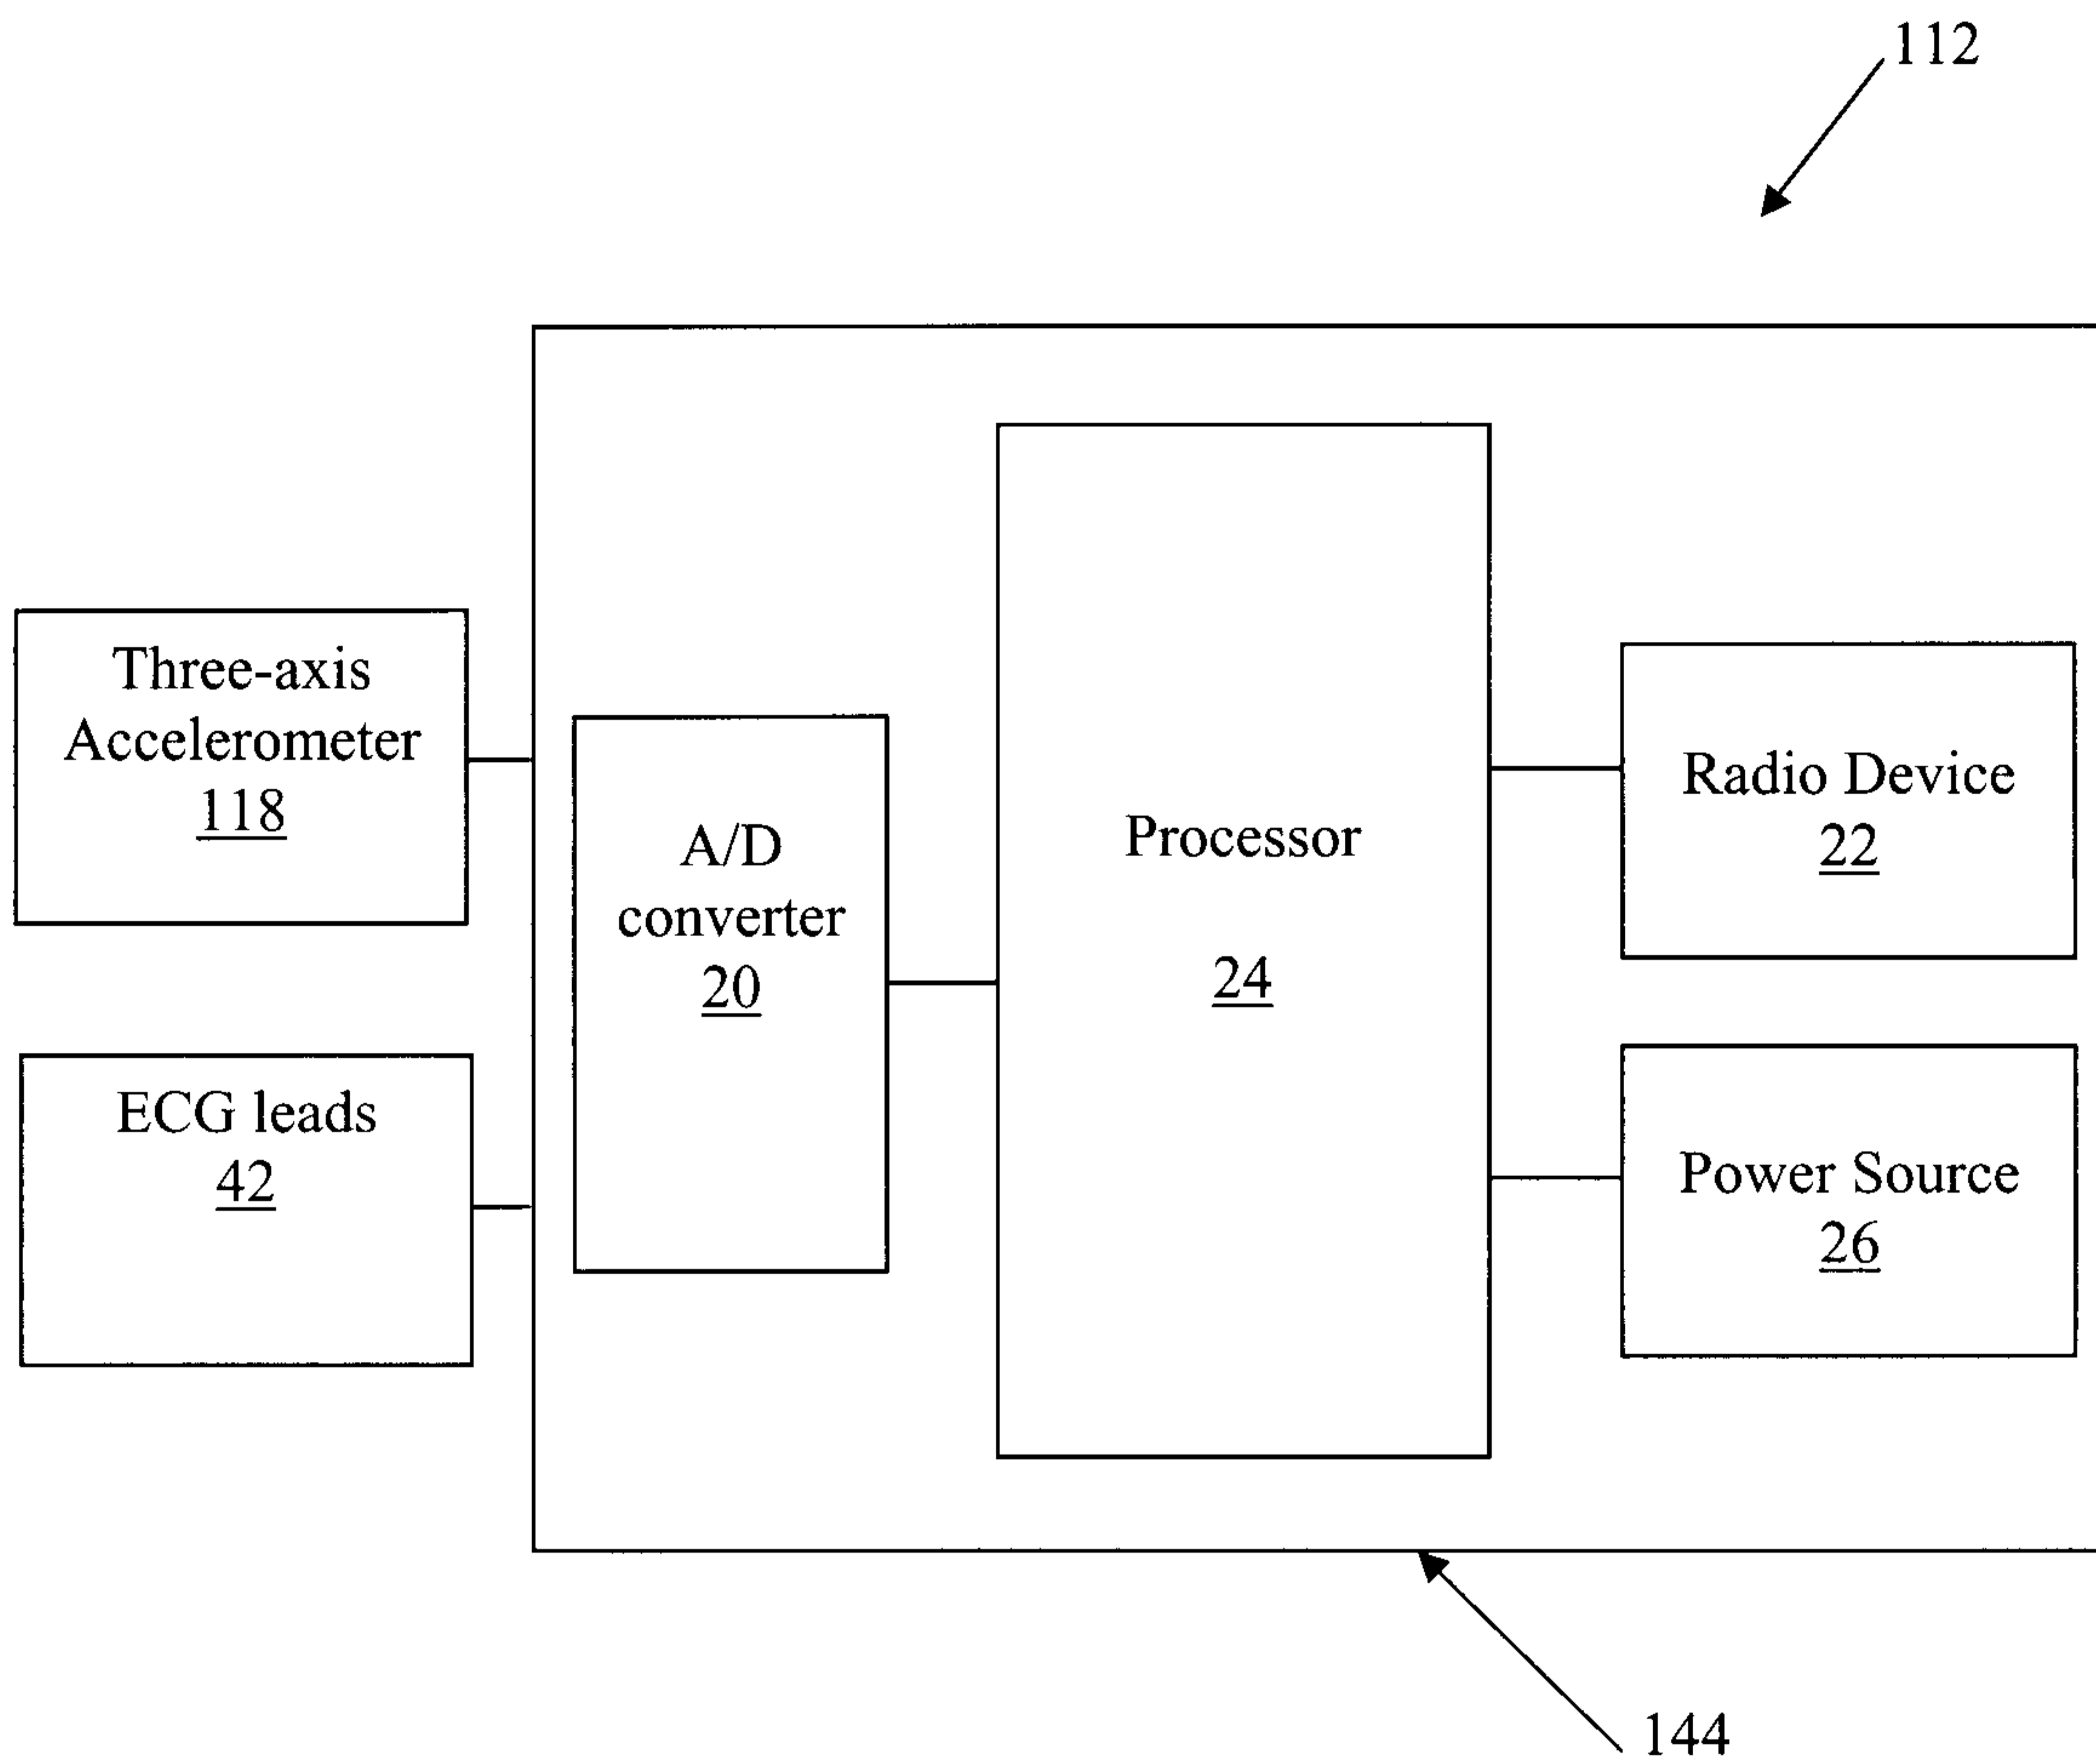 112
Three-axis
Accelerometer
118
ECG leads
42
A/D
converter
20
Processor
24
Radio Device
22
Power Source
26
144